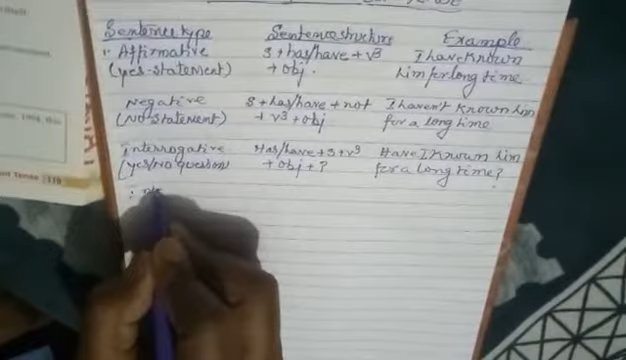 Sentence type Sentence structure Example
Affirmative S + has/have + v3 I have known
(yes-statement) + obj. him for long time.
Negative S + has/have + not I haven't known him
(No statement) + v3 + obj for a long time
Interrogative Has/have + S + v3 Have I known him
(yes/No question + obj + ? for a long time?